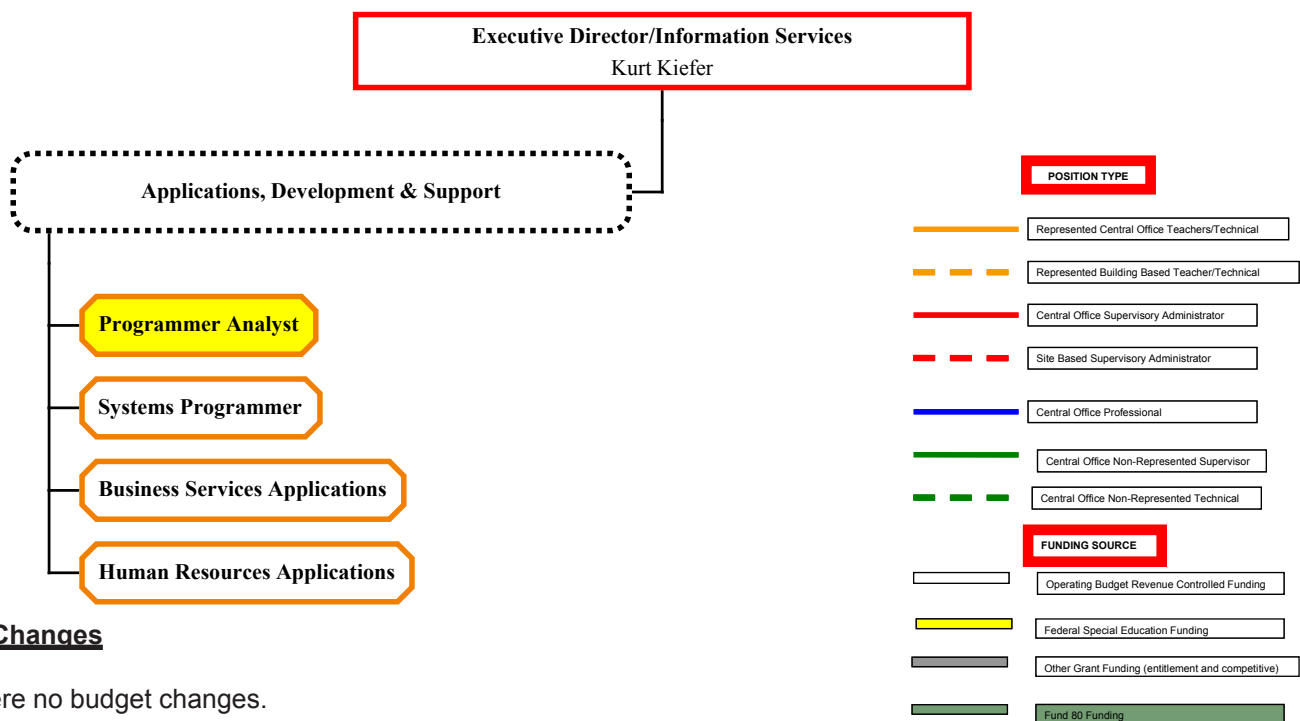 Executive Director/Information Services
Kurt Kiefer
Applications, Development & Support
Programmer Analyst
Systems Programmer
Business Services Applications
Human Resources Applications
Changes
ere no budget changes.
POSITION TYPE
Represented Central Office Teachers/Technical
Represented Building Based Teacher/Technical
Central Office Supervisory Administrator
Site Based Supervisory Administrator
Central Office Professional
Central Office Non-Represented Supervisor
Central Office Non-Represented Technical
FUNDING SOURCE
Operating Budget Revenue Controlled Funding
Federal Special Education Funding
Other Grant Funding (entitlement and competitive)
Fund 80 Funding